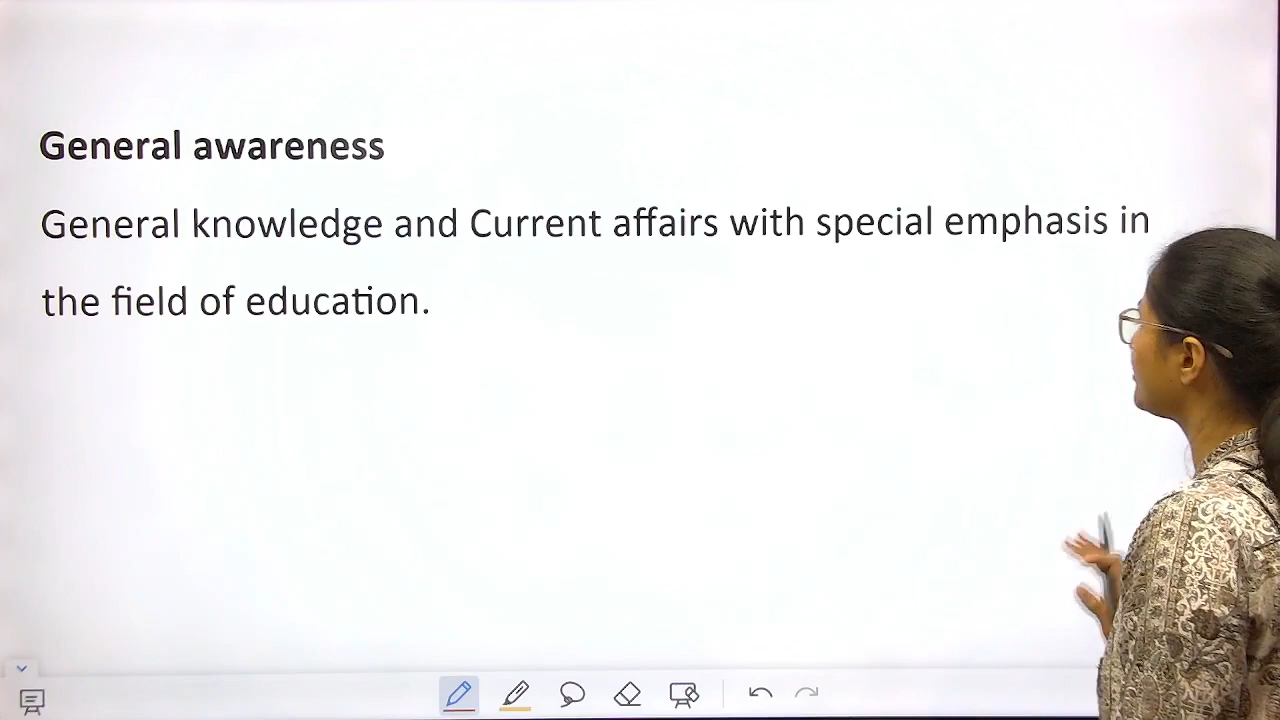 General awareness
General knowledge and Current affairs with special emphasis in
the field of education.